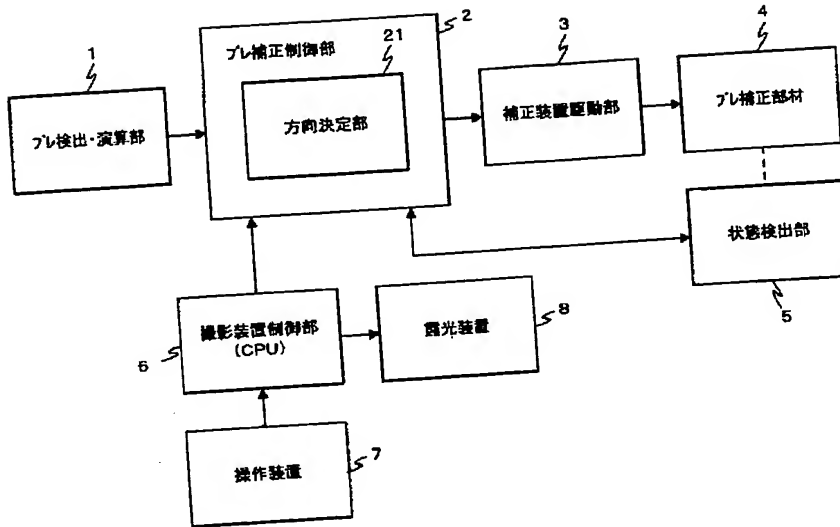 1
ブレ検出・演算部
2
ブレ補正制御部
21
方向決定部
3
補正装置駆動部
4
ブレ補正部材
状態検出部
5
撮影装置制御部
(CPU)
6
露光装置
8
操作装置
7